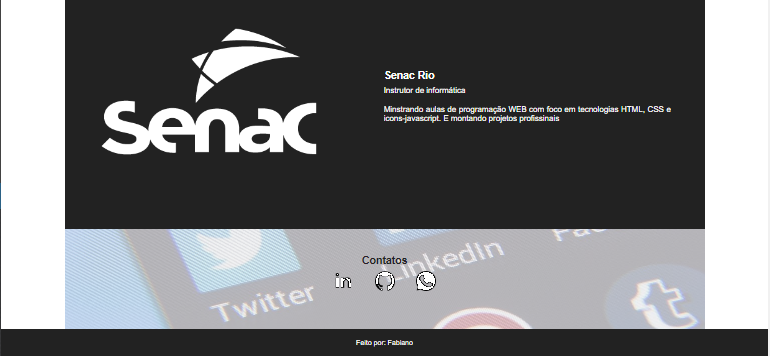 Senac
Senac Rio
Instrutor de informática
Minstrando aulas de programação WEB com foco em tecnologias HTML, CSS e
icons-javascript. E montando projetos profissinais
Twitter
LinkedIn
Contatos
in
t
Feito por: Fabiano